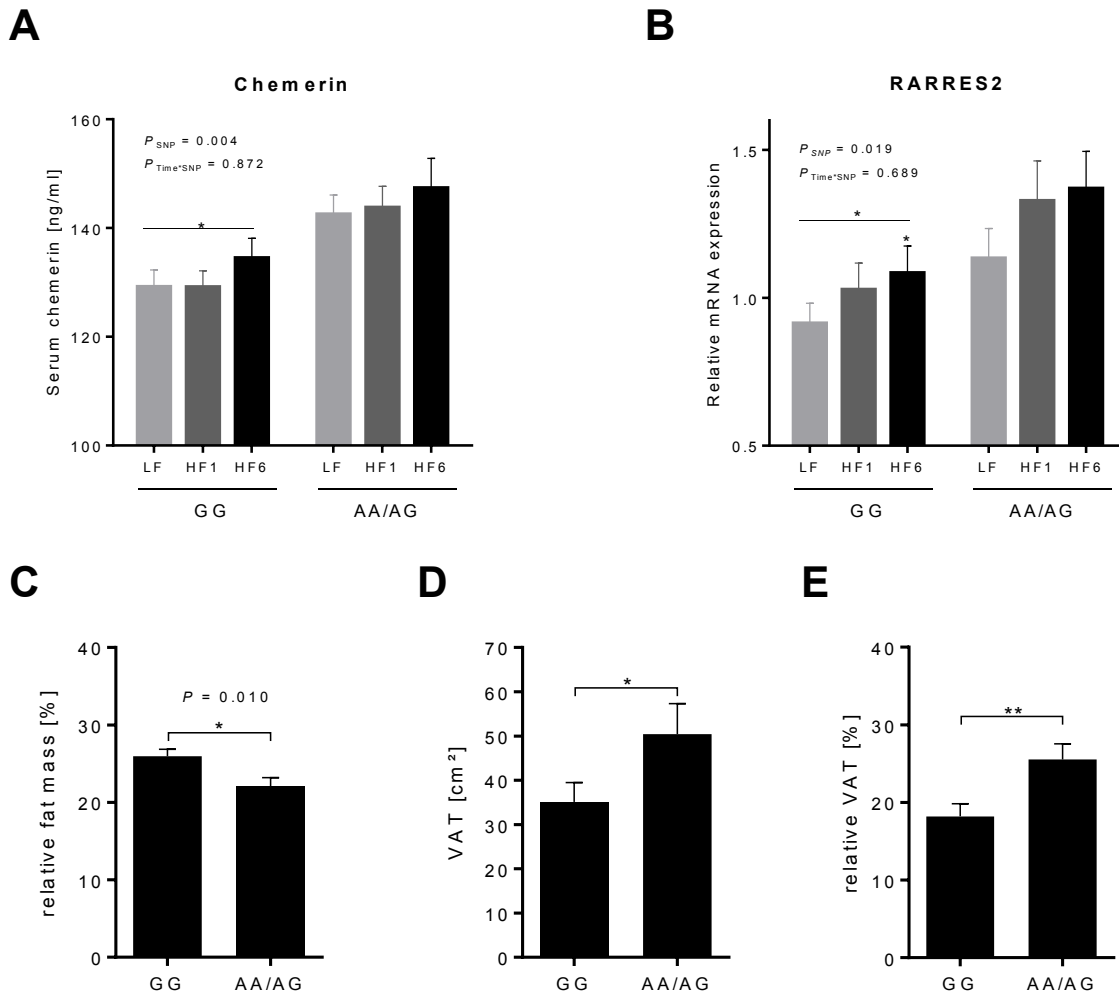 A
Chemerin
P SNP = 0.004
P Time*SNP = 0.872
*
Serum chemerin [ng/ml]
160
140
120
100
LF HF1 HF6 LF HF1 HF6
GG AA/AG
B
RARRES2
P SNP = 0.019
P Time*SNP = 0.689
*
*
Relative mRNA expression
1.5
1.0
0.5
LF HF1 HF6 LF HF1 HF6
GG AA/AG
C
P = 0.010
*
relative fat mass [%]
40
30
20
10
0
GG AA/AG
D
*
VAT [cm²]
70
60
50
40
30
20
10
0
GG AA/AG
E
**
relative VAT [%]
40
30
20
10
0
GG AA/AG